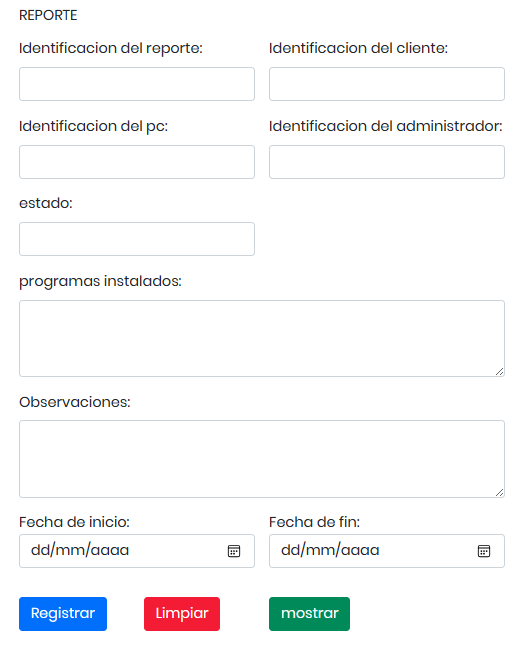 REPORTE
Identificacion del reporte: Identificacion del cliente:
Identificacion del pc: Identificacion del administrador:
estado:
programas instalados:
Observaciones:
Fecha de inicio: Fecha de fin:
dd/mm/aaaa dd/mm/aaaa
Registrar Limpiar mostrar